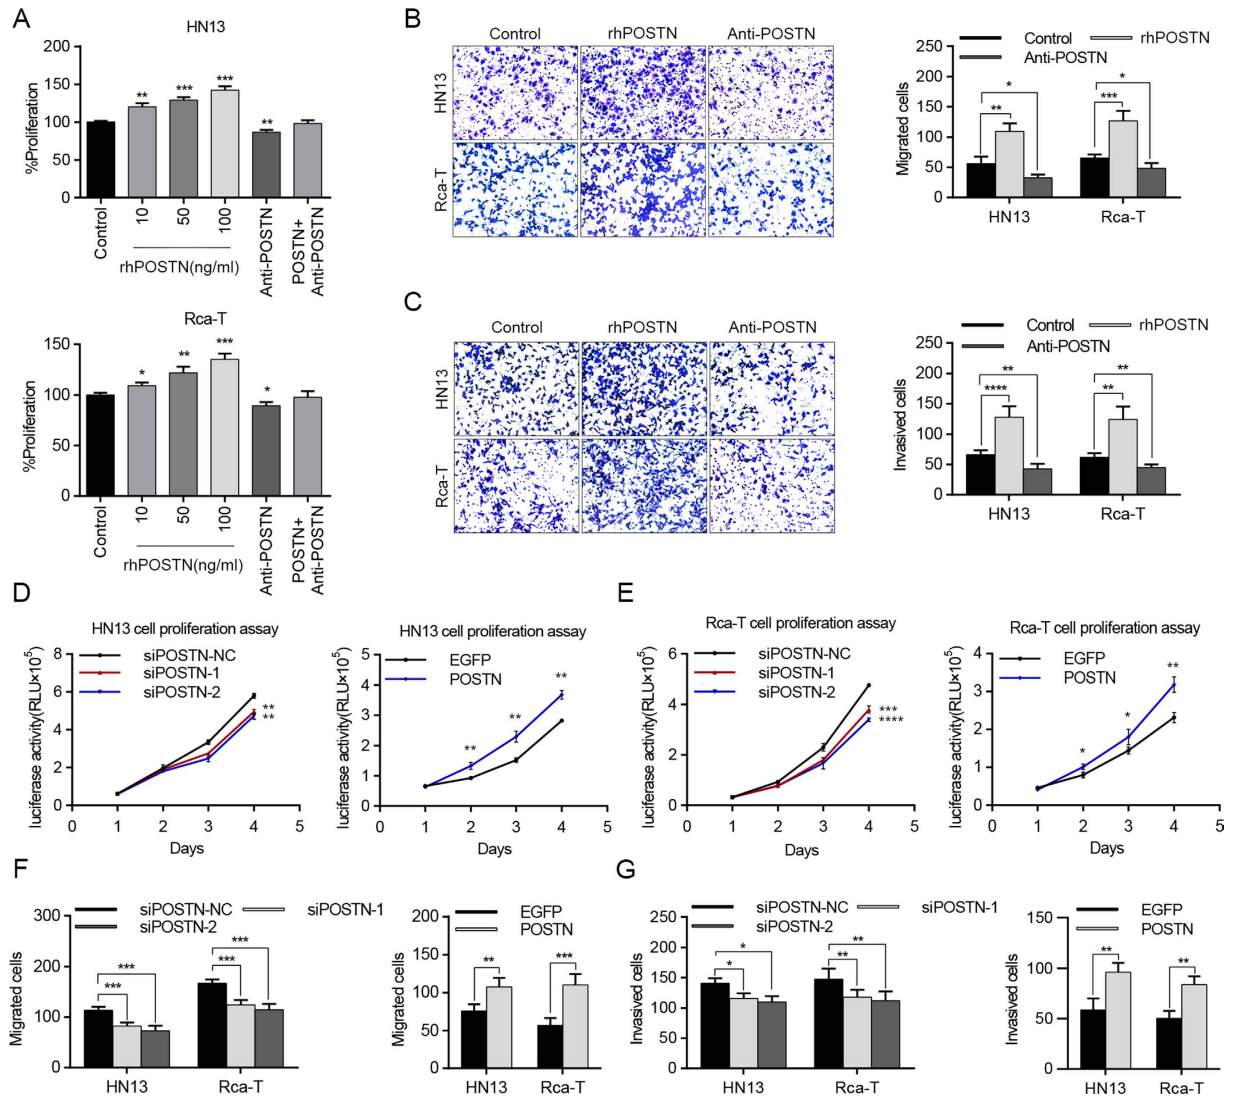 A
HN13
%Proliferation
150
100
50
0
200
**
***
***
**
Control
10
50
100
Anti-POSTN
POSTN+
Anti-POSTN
rhPOSTN(ng/ml)
Rca-T
%Proliferation
150
100
50
0
*
**
***
*
Control
10
50
100
Anti-POSTN
POSTN+
Anti-POSTN
rhPOSTN(ng/ml)
B
Control
rhPOSTN
Anti-POSTN
HN13
Rca-T
Control
rhPOSTN
Anti-POSTN
Migrated cells
250
200
150
100
50
0
*
**
*
***
HN13
Rca-T
C
Control
rhPOSTN
Anti-POSTN
HN13
Rca-T
Control
rhPOSTN
Anti-POSTN
Invasived cells
250
200
150
100
50
0
**
****
**
**
HN13
Rca-T
D
HN13 cell proliferation assay
siPOSTN-NC
siPOSTN-1
siPOSTN-2
luciferase activity(RLU×10⁵)
8
6
4
2
0
**
**
0
1
2
3
4
5
Days
HN13 cell proliferation assay
EGFP
POSTN
luciferase activity(RLU×10⁵)
5
4
3
2
1
0
**
**
**
0
1
2
3
4
5
Days
E
Rca-T cell proliferation assay
siPOSTN-NC
siPOSTN-1
siPOSTN-2
luciferase activity(RLU×10⁵)
6
4
2
0
***
****
0
1
2
3
4
5
Days
Rca-T cell proliferation assay
EGFP
POSTN
luciferase activity(RLU×10⁵)
4
3
2
1
0
*
*
**
0
1
2
3
4
5
Days
F
siPOSTN-NC
siPOSTN-1
siPOSTN-2
Migrated cells
300
200
100
0
***
***
***
***
HN13
Rca-T
EGFP
POSTN
Migrated cells
200
150
100
50
0
**
***
HN13
Rca-T
G
siPOSTN-NC
siPOSTN-1
siPOSTN-2
Invasived cells
250
200
150
100
50
0
*
*
**
**
HN13
Rca-T
EGFP
POSTN
Invasived cells
150
100
50
0
**
**
HN13
Rca-T